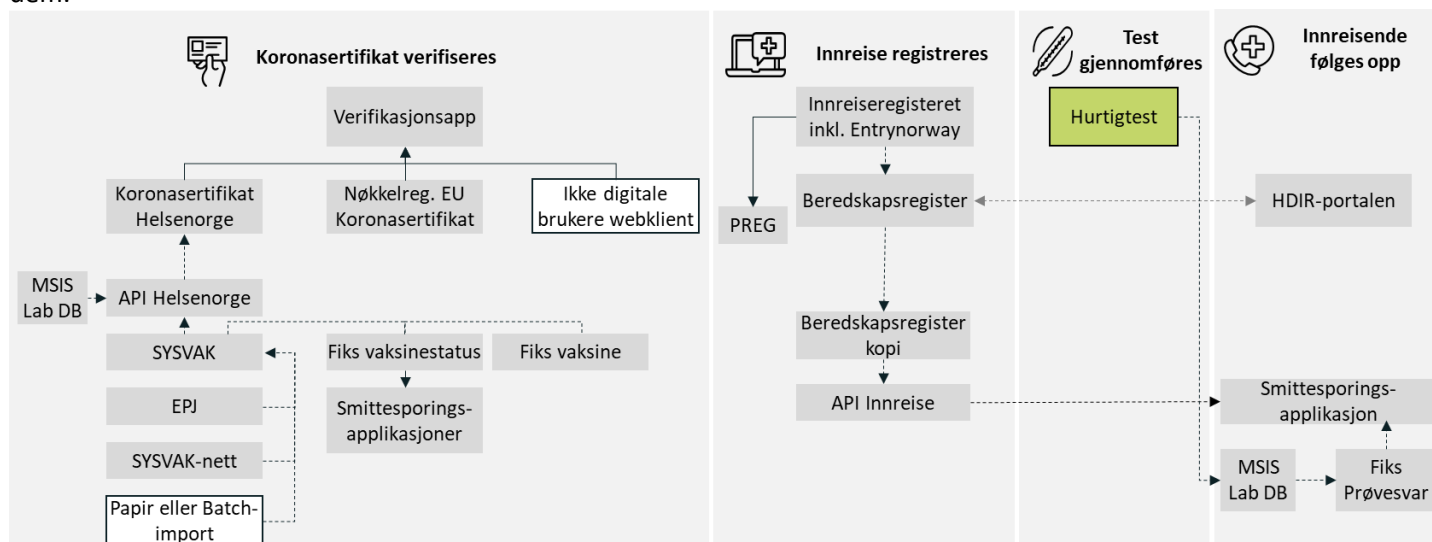 dem.
Koronasertifikat verifiseres
Verifikasjonsapp
Koronasertifikat
Helsenorge
Nøkkelreg. EU
Koronasertifikat
Ikke digitale
brukere webklient
MSIS
Lab DB
API Helsenorge
SYSVAK
Fiks vaksinestatus
Fiks vaksine
EPJ
Smittesporings-
applikasjoner
SYSVAK-nett
Papir eller Batch-
import
Innreise registreres
Innreiseregisteret
inkl. Entrynorway
Beredskapsregister
PREG
Beredskapsregister
kopi
API Innreise
Test
gjennomføres
Hurtigtest
Innreisende
følges opp
HDIR-portalen
Smittesporings-
applikasjon
MSIS
Lab DB
Fiks
Prøvesvar